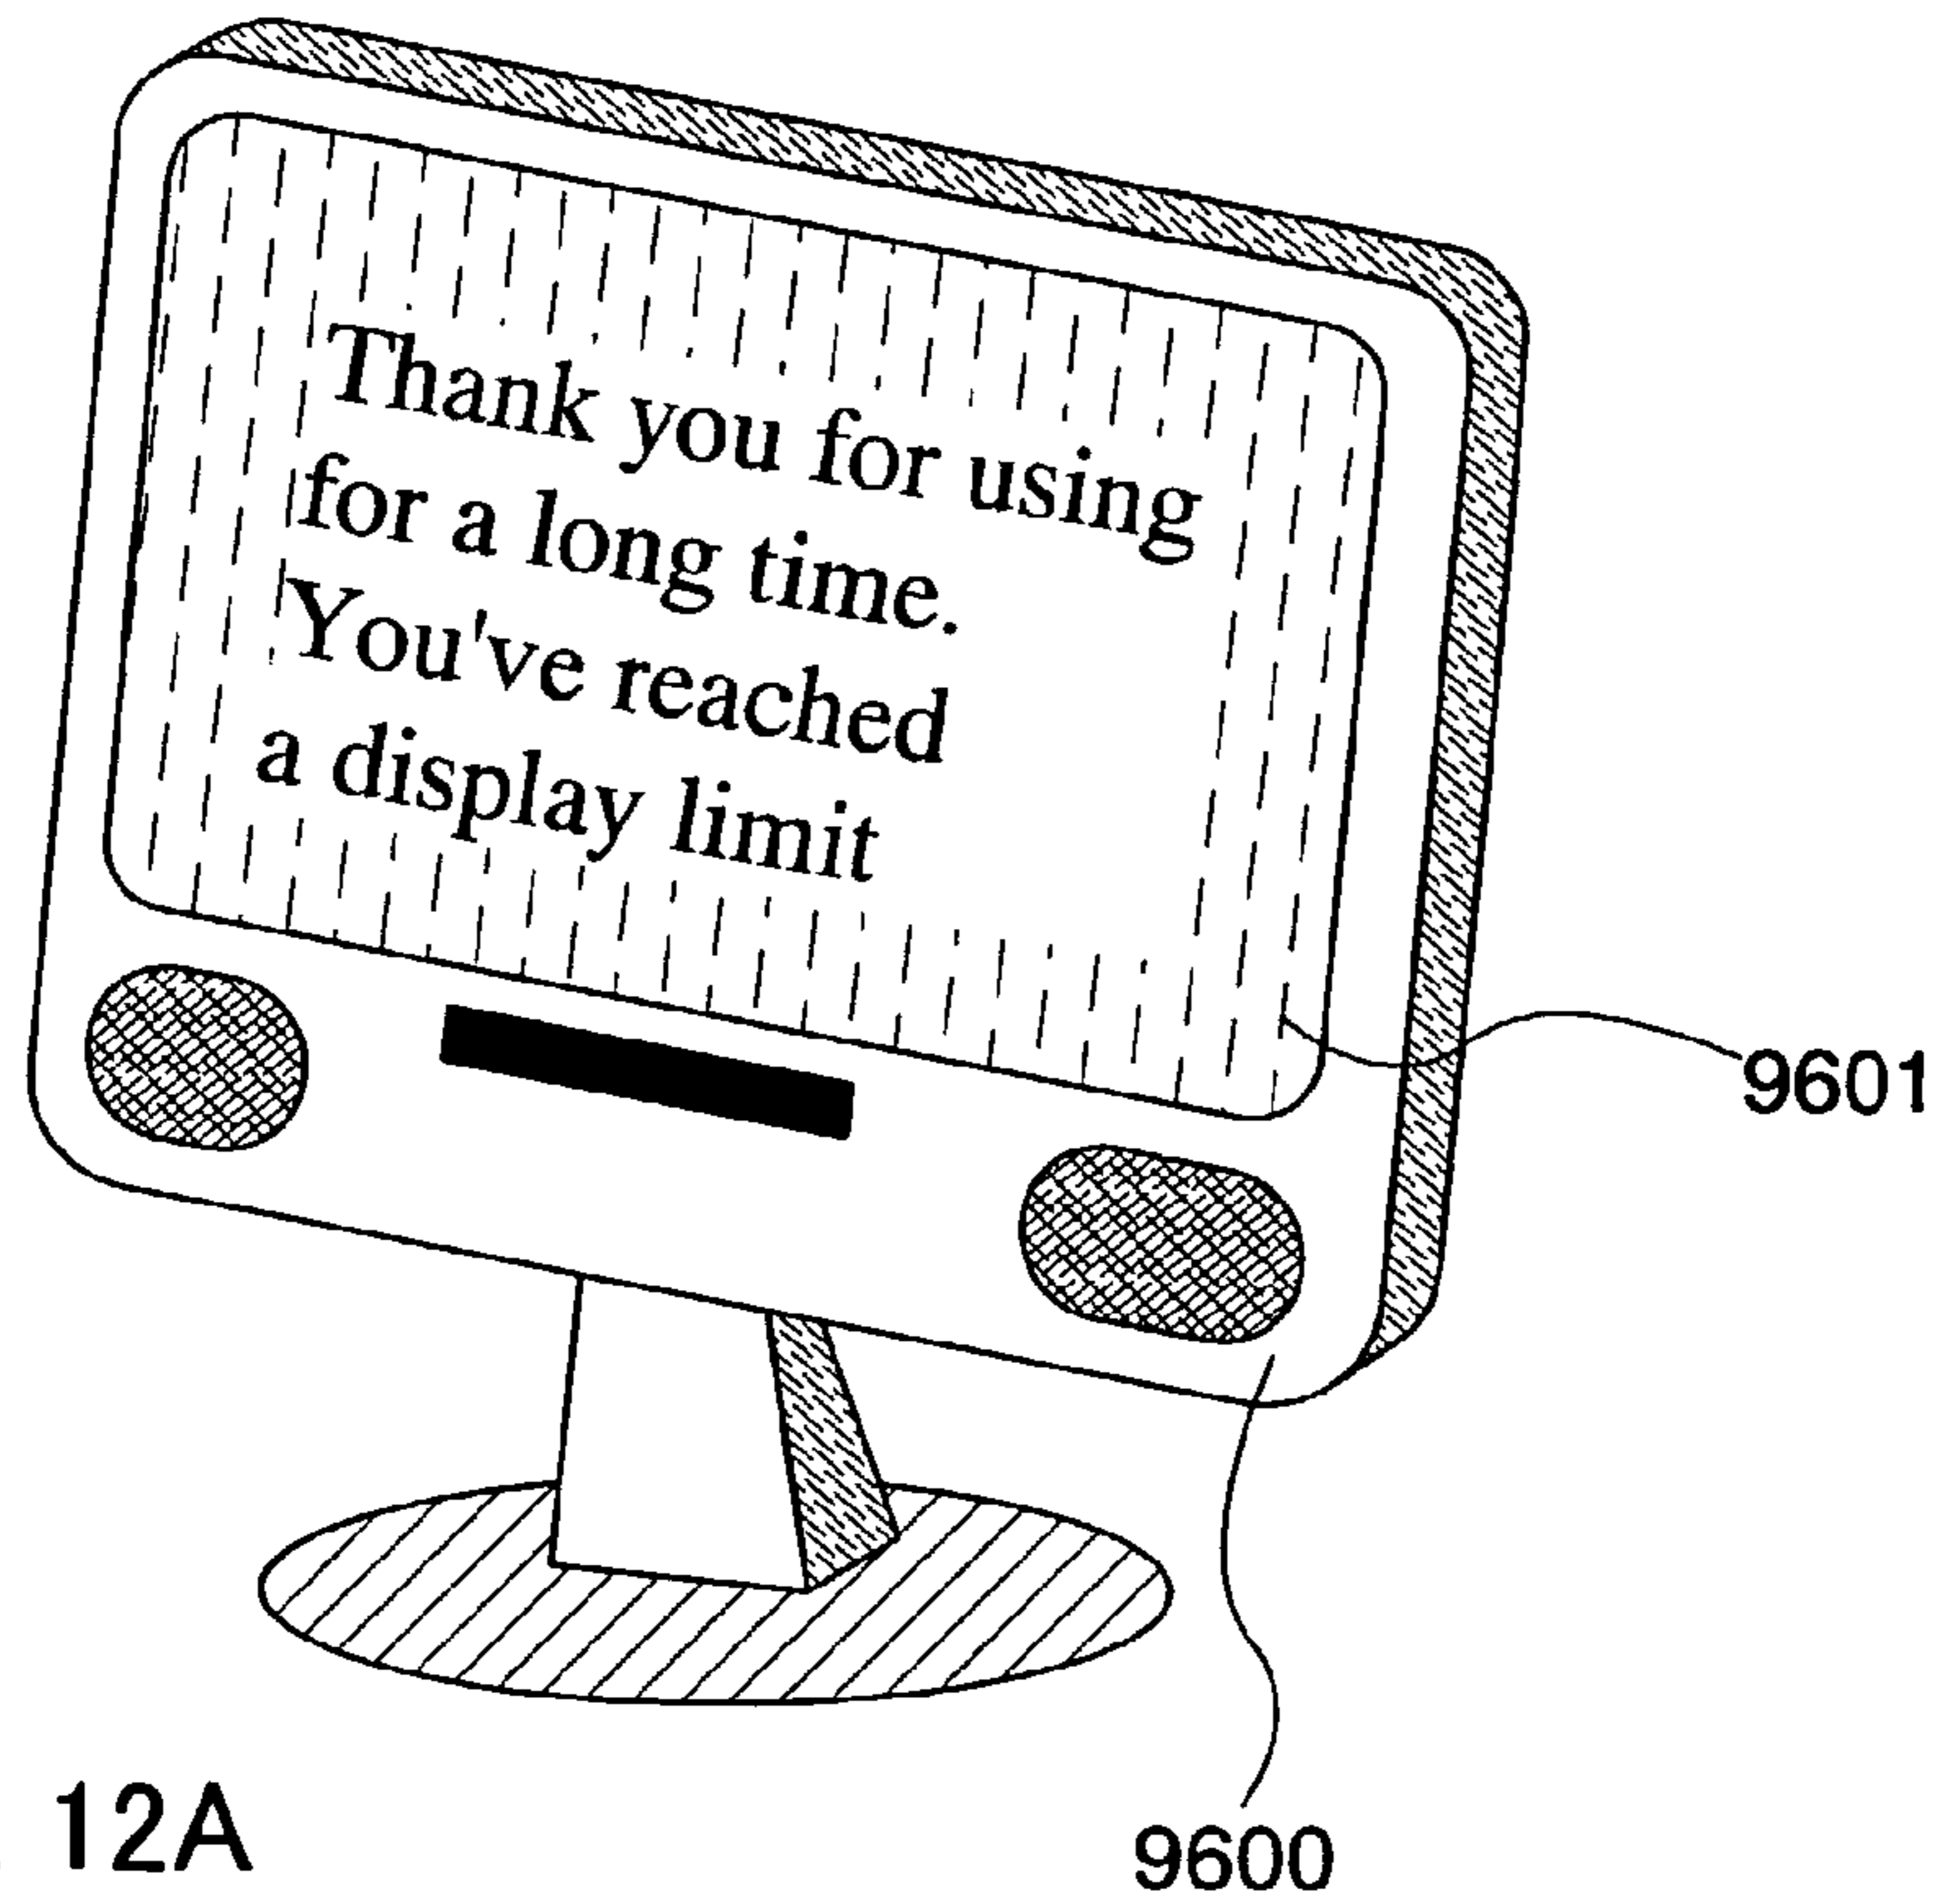 Thank you for using
for a long time.
You've reached
a display limit
9601
12A
9600